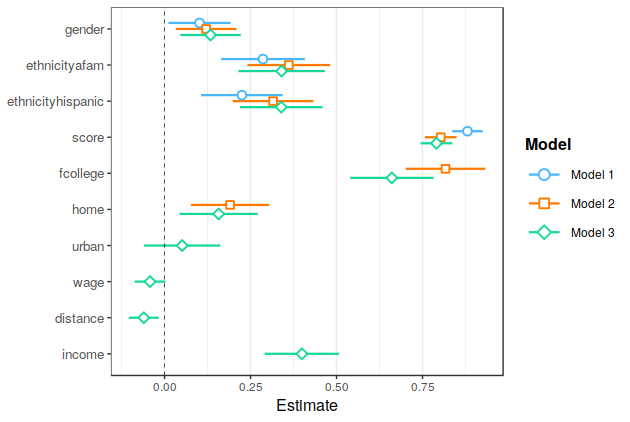 gender
ethnicityafam
ethnicityhispanic
score
fcollege
home
urban
wage
distance
income
0.00 0.25 0.50 0.75
Estimate
Model
Model 1
Model 2
Model 3